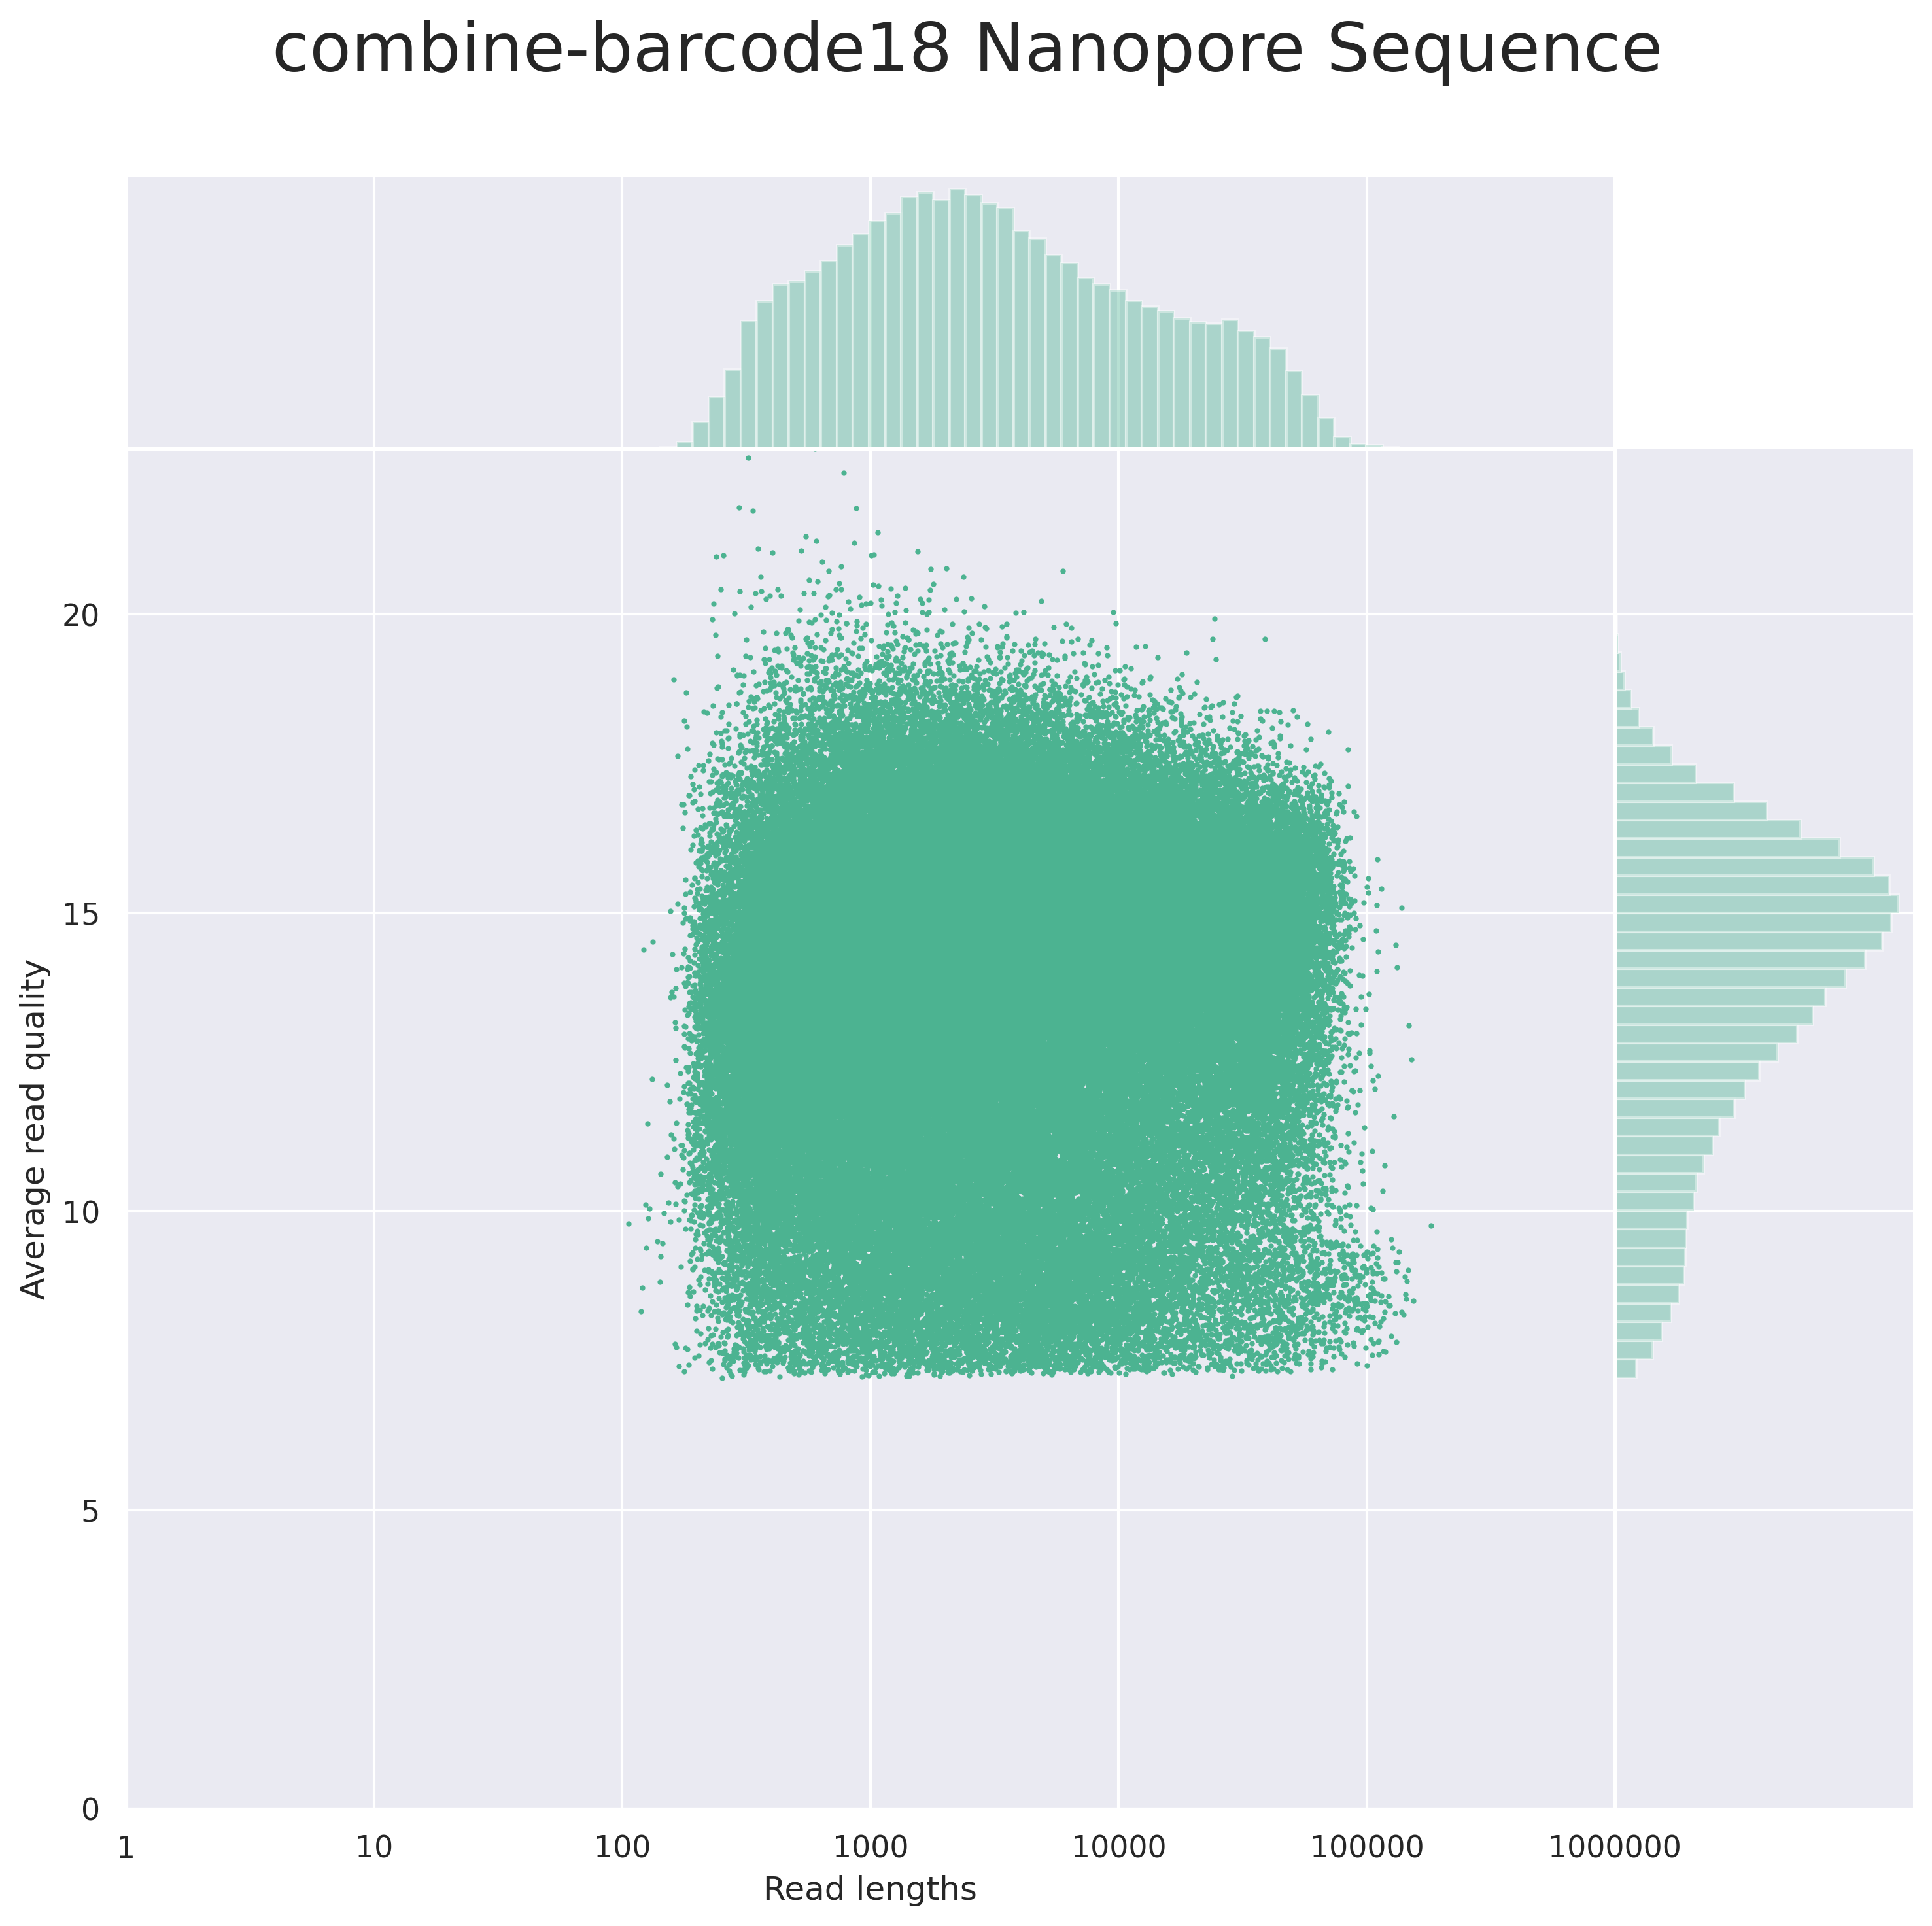 combine-barcode18 Nanopore Sequence
20
15
10
5
0
Average read quality
1 10 100 1000 10000 100000 1000000
Read lengths